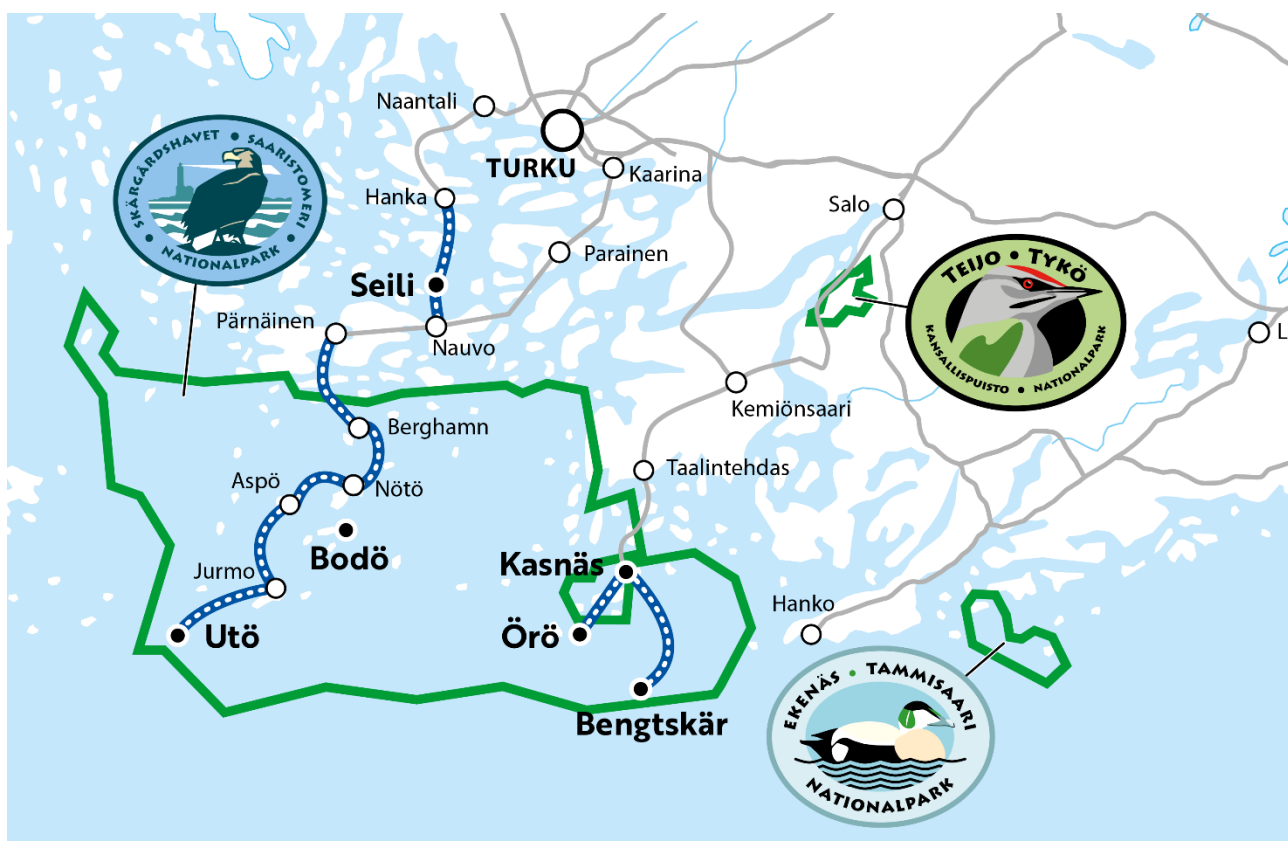 Naantali
TURKU
Kaarina
Hanka
Salo
Parainen
SKÄRGÅRDSHAVET • SAARISTOMERI
• NATIONALPARK •
TEIJO • TYKÖ
KANSALLISPUISTO • NATIONALPARK
Seili
Pärnäinen
Nauvo
L
Kemiönsaari
Berghamn
Taalintehdas
Aspö
Nötö
Bodö
Kasnäs
Jurmo
Hanko
Utö
Örö
Bengtskär
EKENÄS • TAMMISAARI
NATIONALPARK